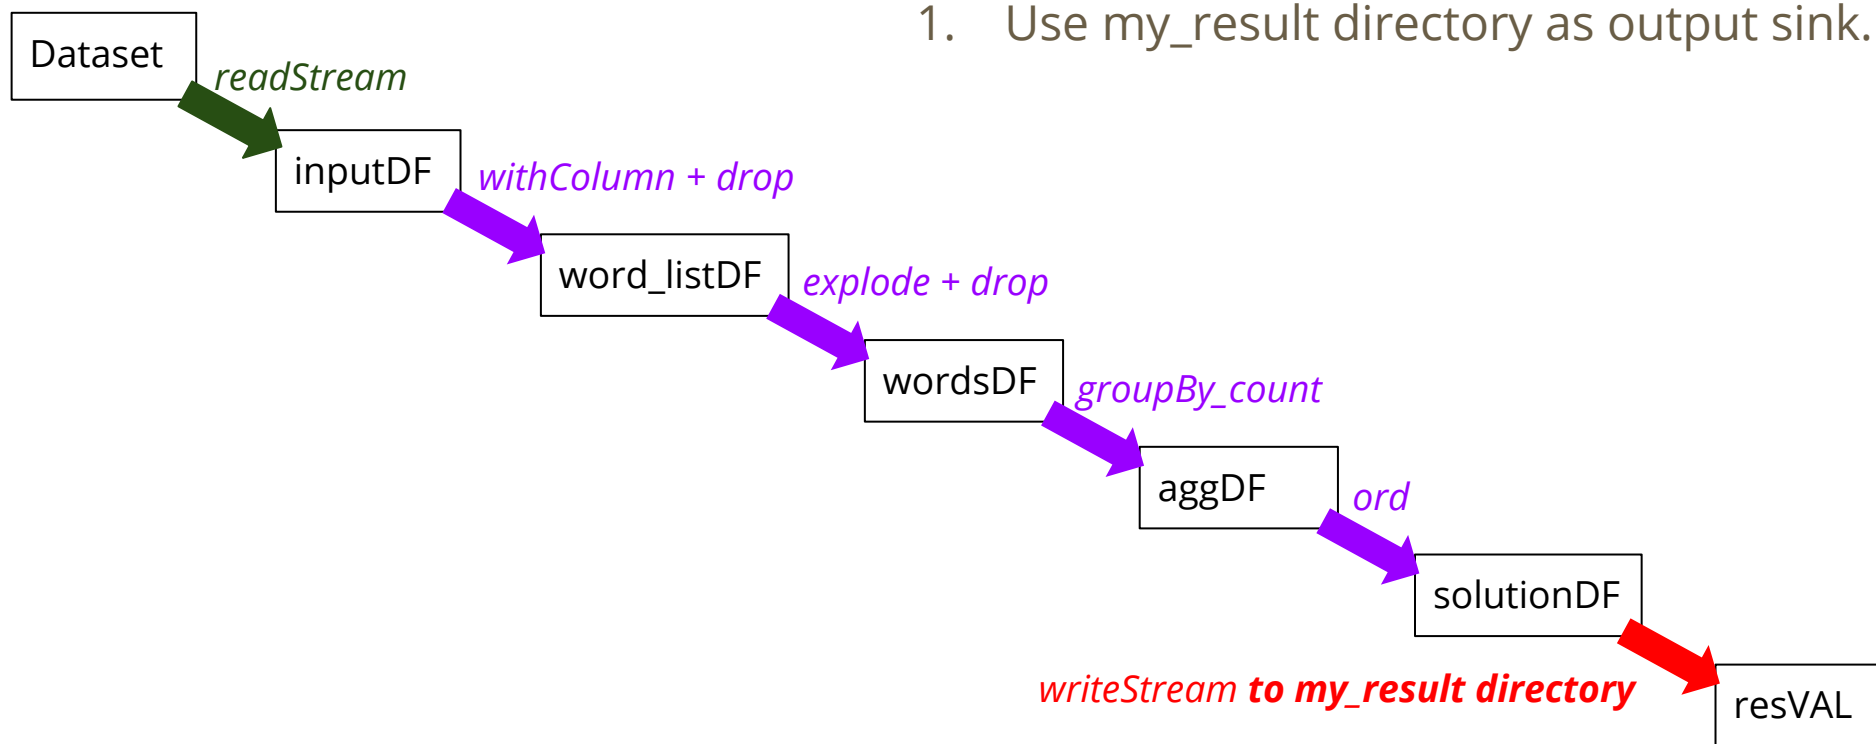 1. Use my_result directory as output sink.
Dataset
readStream
inputDF
withColumn + drop
word_listDF
explode + drop
wordsDF
groupBy_count
aggDF
ord
solutionDF
writeStream to my_result directory
resVAL